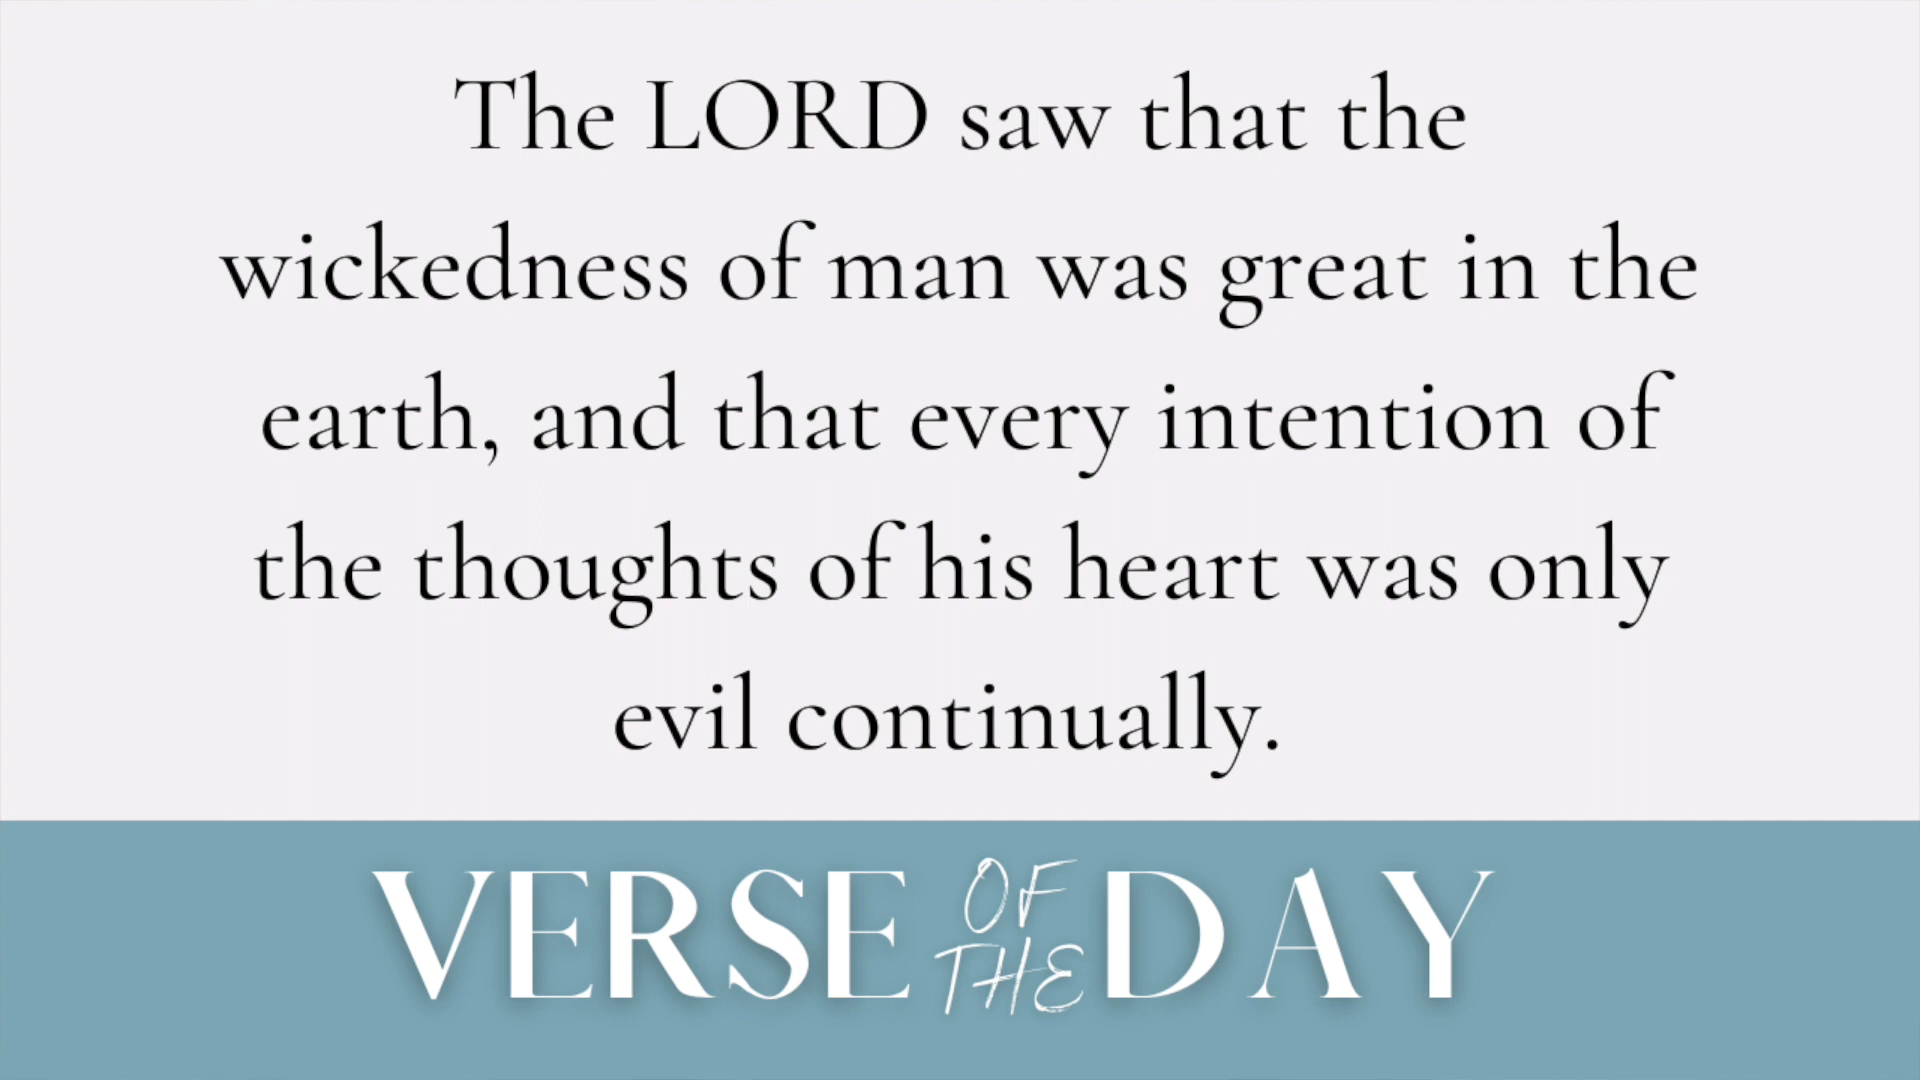 The LORD saw that the
wickedness of man was great in the
earth, and that every intention of
the thoughts of his heart was only
evil continually.
VERSE OF THE DAY